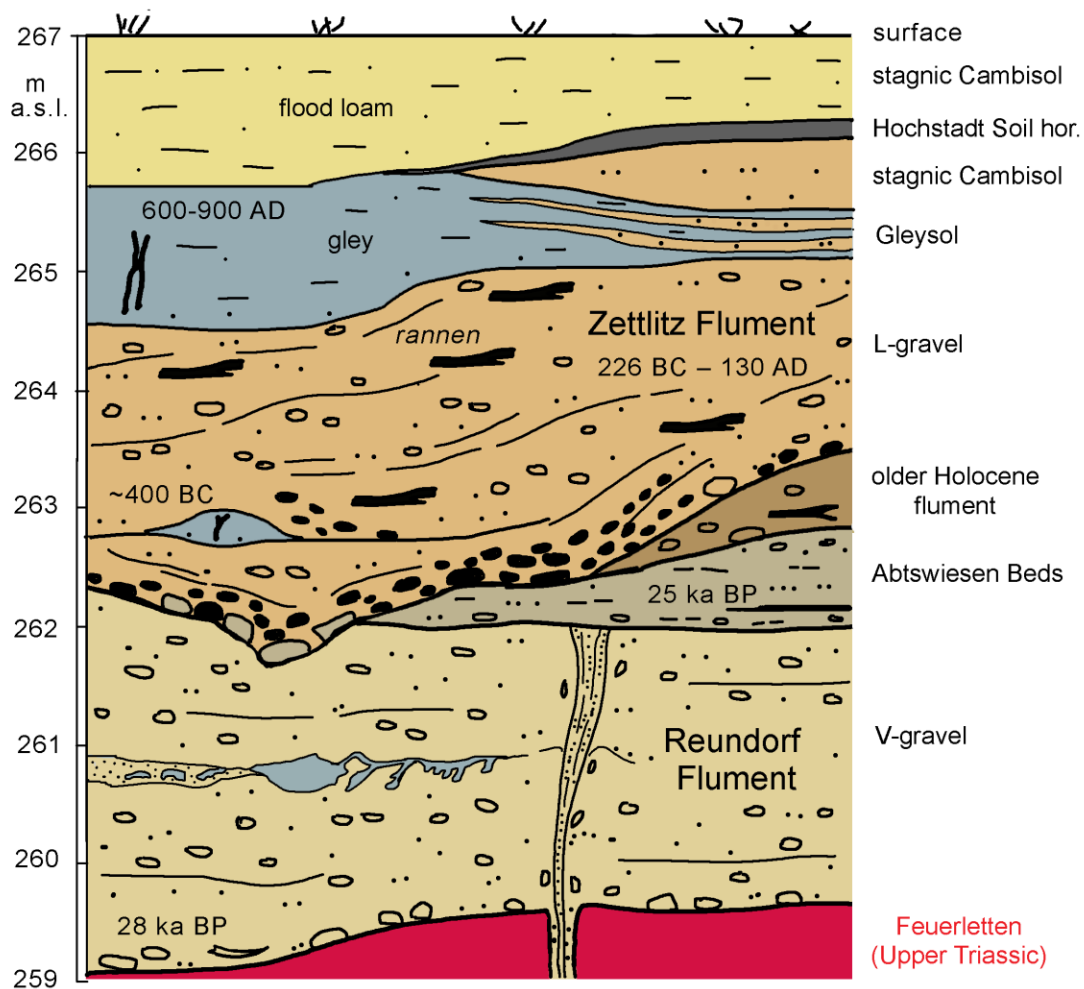 267
surface
m
a.s.l.
stagnic Cambisol
flood loam
Hochstadt Soil hor.
266
stagnic Cambisol
600-900 AD
gley
Gleysol
265
rannen
Zettlitz Flument
L-gravel
226 BC – 130 AD
264
~400 BC
older Holocene
flument
263
Abtswiesen Beds
25 ka BP
262
V-gravel
Reundorf
Flument
261
260
28 ka BP
Feuerletten
(Upper Triassic)
259